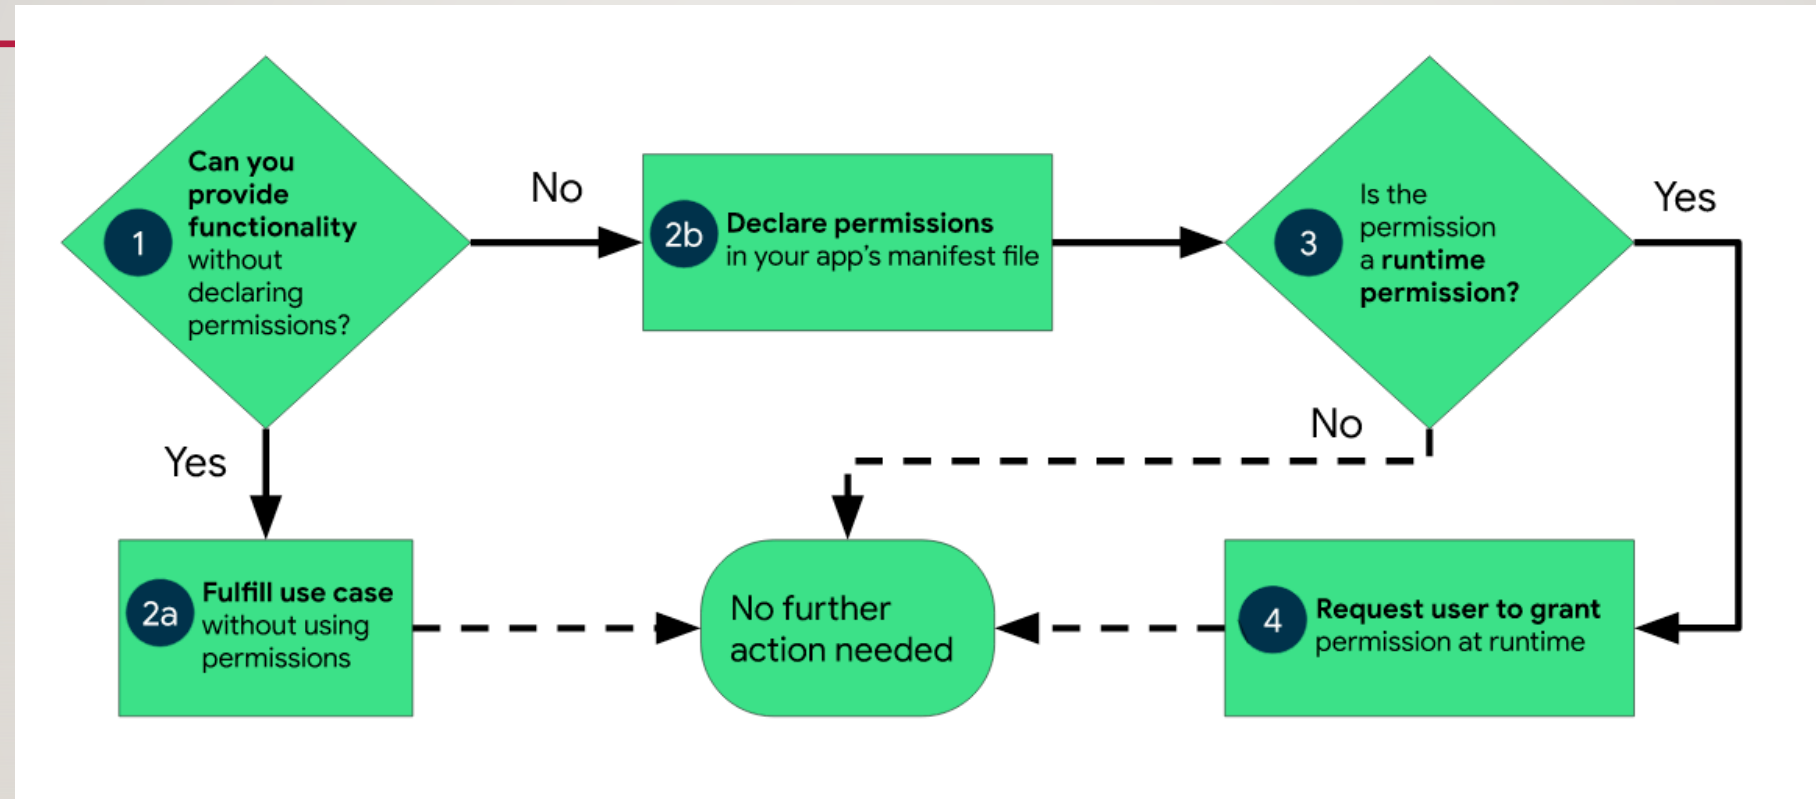 1
Can you
provide
functionality
without
declaring
permissions?
No
2b
Declare permissions
in your app's manifest file
3
Is the
permission
a runtime
permission?
Yes
No
Yes
2a
Fulfill use case
without using
permissions
No further
action needed
4
Request user to grant
permission at runtime